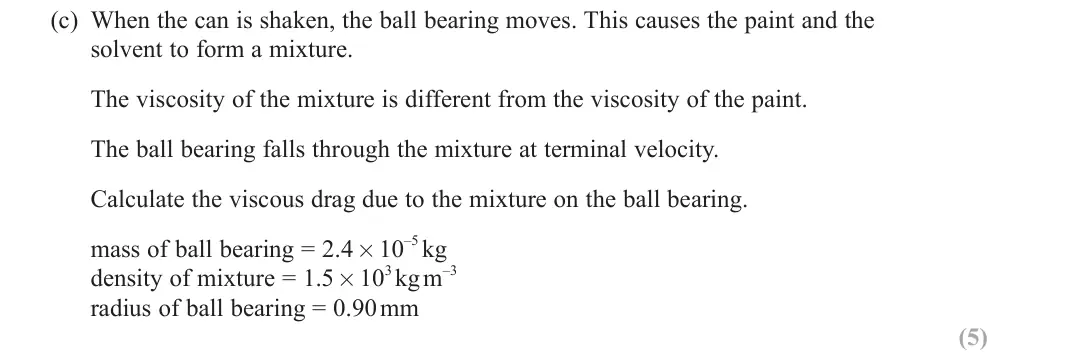 (c) When the can is shaken, the ball bearing moves. This causes the paint and the
solvent to form a mixture.
The viscosity of the mixture is different from the viscosity of the paint.
The ball bearing falls through the mixture at terminal velocity.
Calculate the viscous drag due to the mixture on the ball bearing.
mass of ball bearing = 2.4 × 10⁻⁵ kg
density of mixture = 1.5 × 10³ kg m⁻³
radius of ball bearing = 0.90 mm
(5)